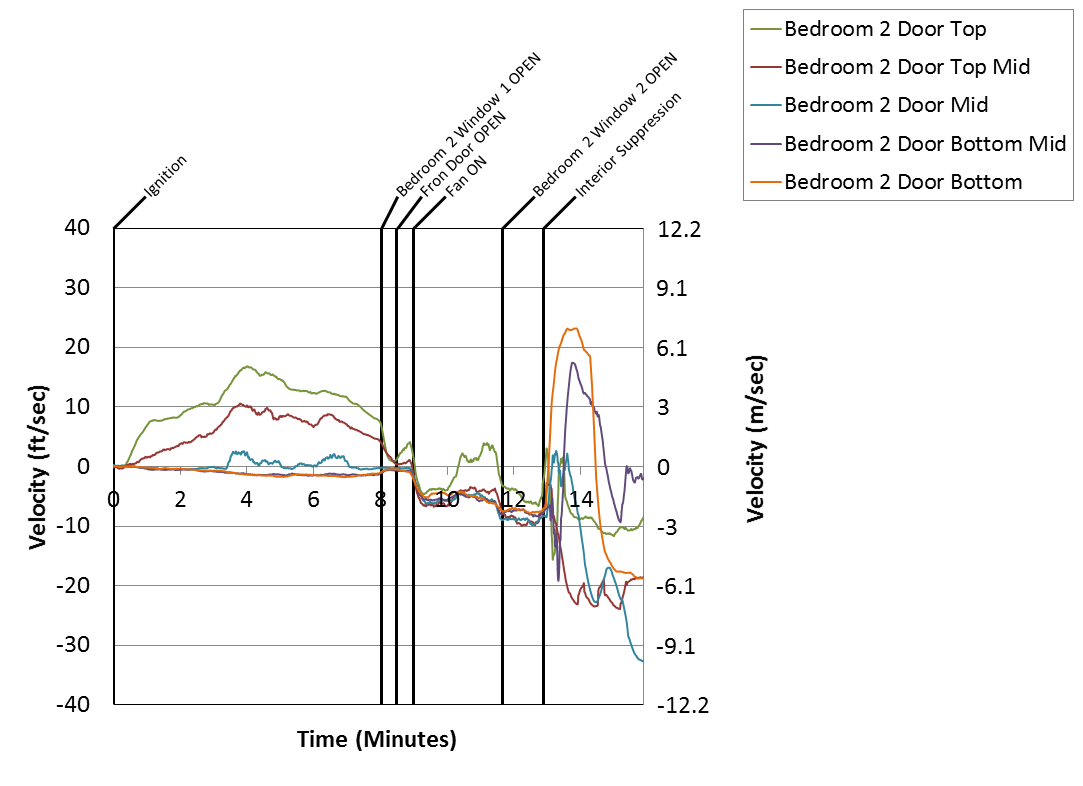 Bedroom 2 Door Top
Bedroom 2 Door Top Mid
Bedroom 2 Door Mid
Bedroom 2 Door Bottom Mid
Bedroom 2 Door Bottom
Ignition
Bedroom 2 Window 1 OPEN
Fron Door OPEN
Fan ON
Bedroom 2 Window 2 OPEN
Interior Suppression
40
30
20
10
0
-10
-20
-30
-40
Velocity (ft/sec)
0 2 4 6 8 10 12 14
Time (Minutes)
12.2
9.1
6.1
3
0
-3
-6.1
-9.1
-12.2
Velocity (m/sec)